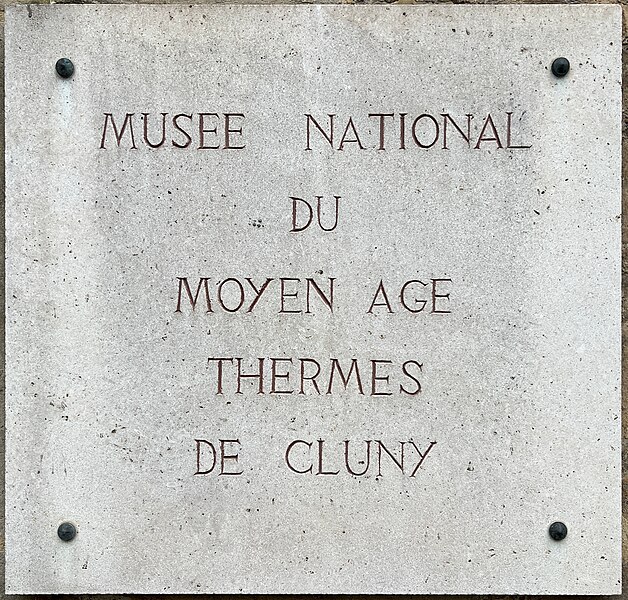 MUSEE NATIONAL
DU
MOYEN AGE
THERMES
DE CLUNY